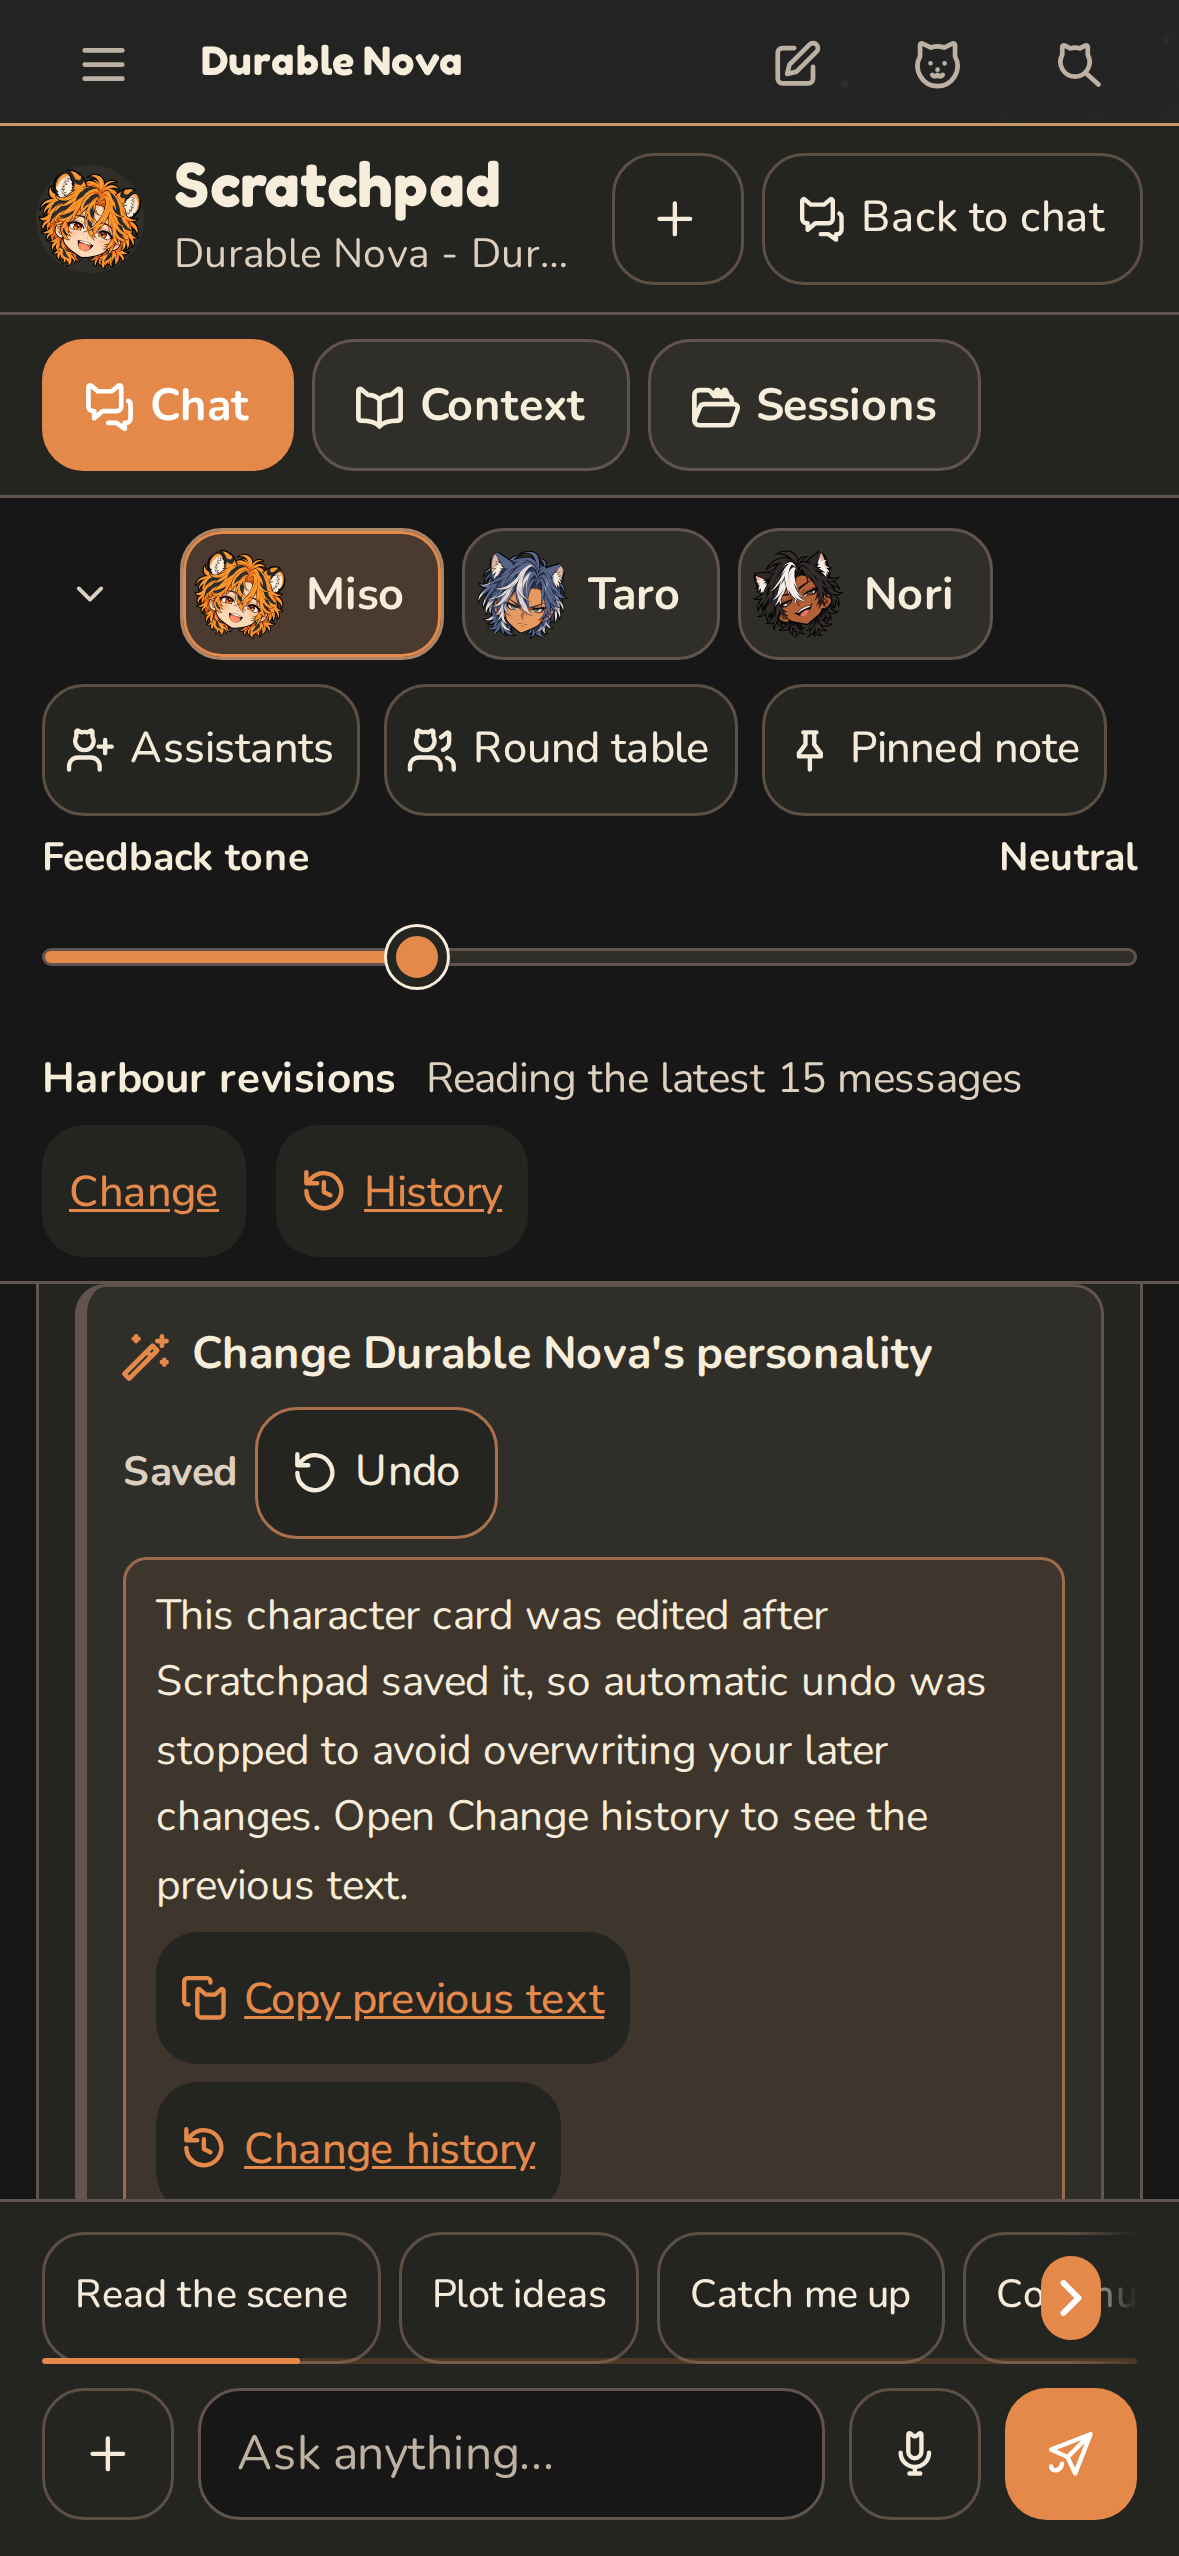 Durable Nova
Scratchpad
Durable Nova - Dur...
Back to chat
Chat
Context
Sessions
Miso
Taro
Nori
Assistants
Round table
Pinned note
Feedback tone
Neutral
Harbour revisions Reading the latest 15 messages
Change
History
Change Durable Nova's personality
Saved
Undo
This character card was edited after
Scratchpad saved it, so automatic undo was
stopped to avoid overwriting your later
changes. Open Change history to see the
previous text.
Copy previous text
Change history
Read the scene
Plot ideas
Catch me up
Ask anything...